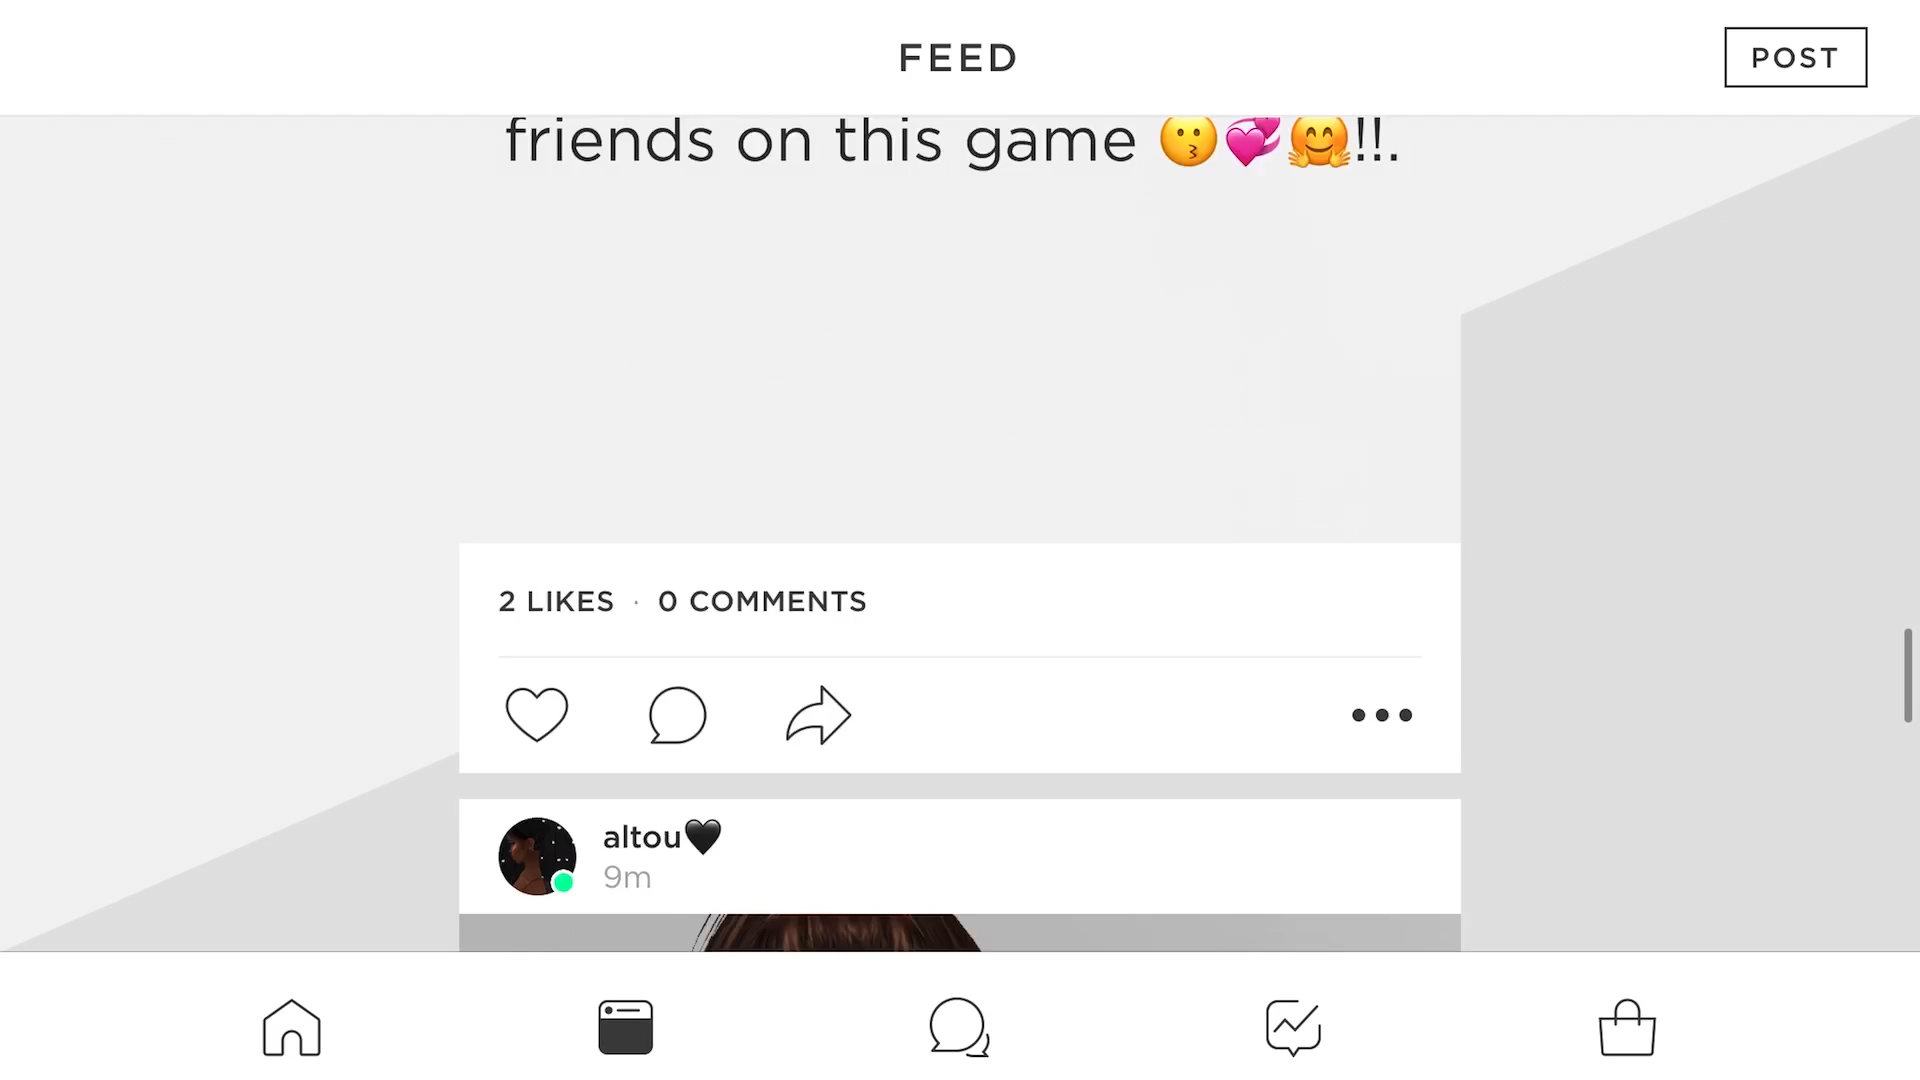 FEED
POST
friends on this game 😗💞🤗!!.
2 LIKES · 0 COMMENTS
altou🖤
9m